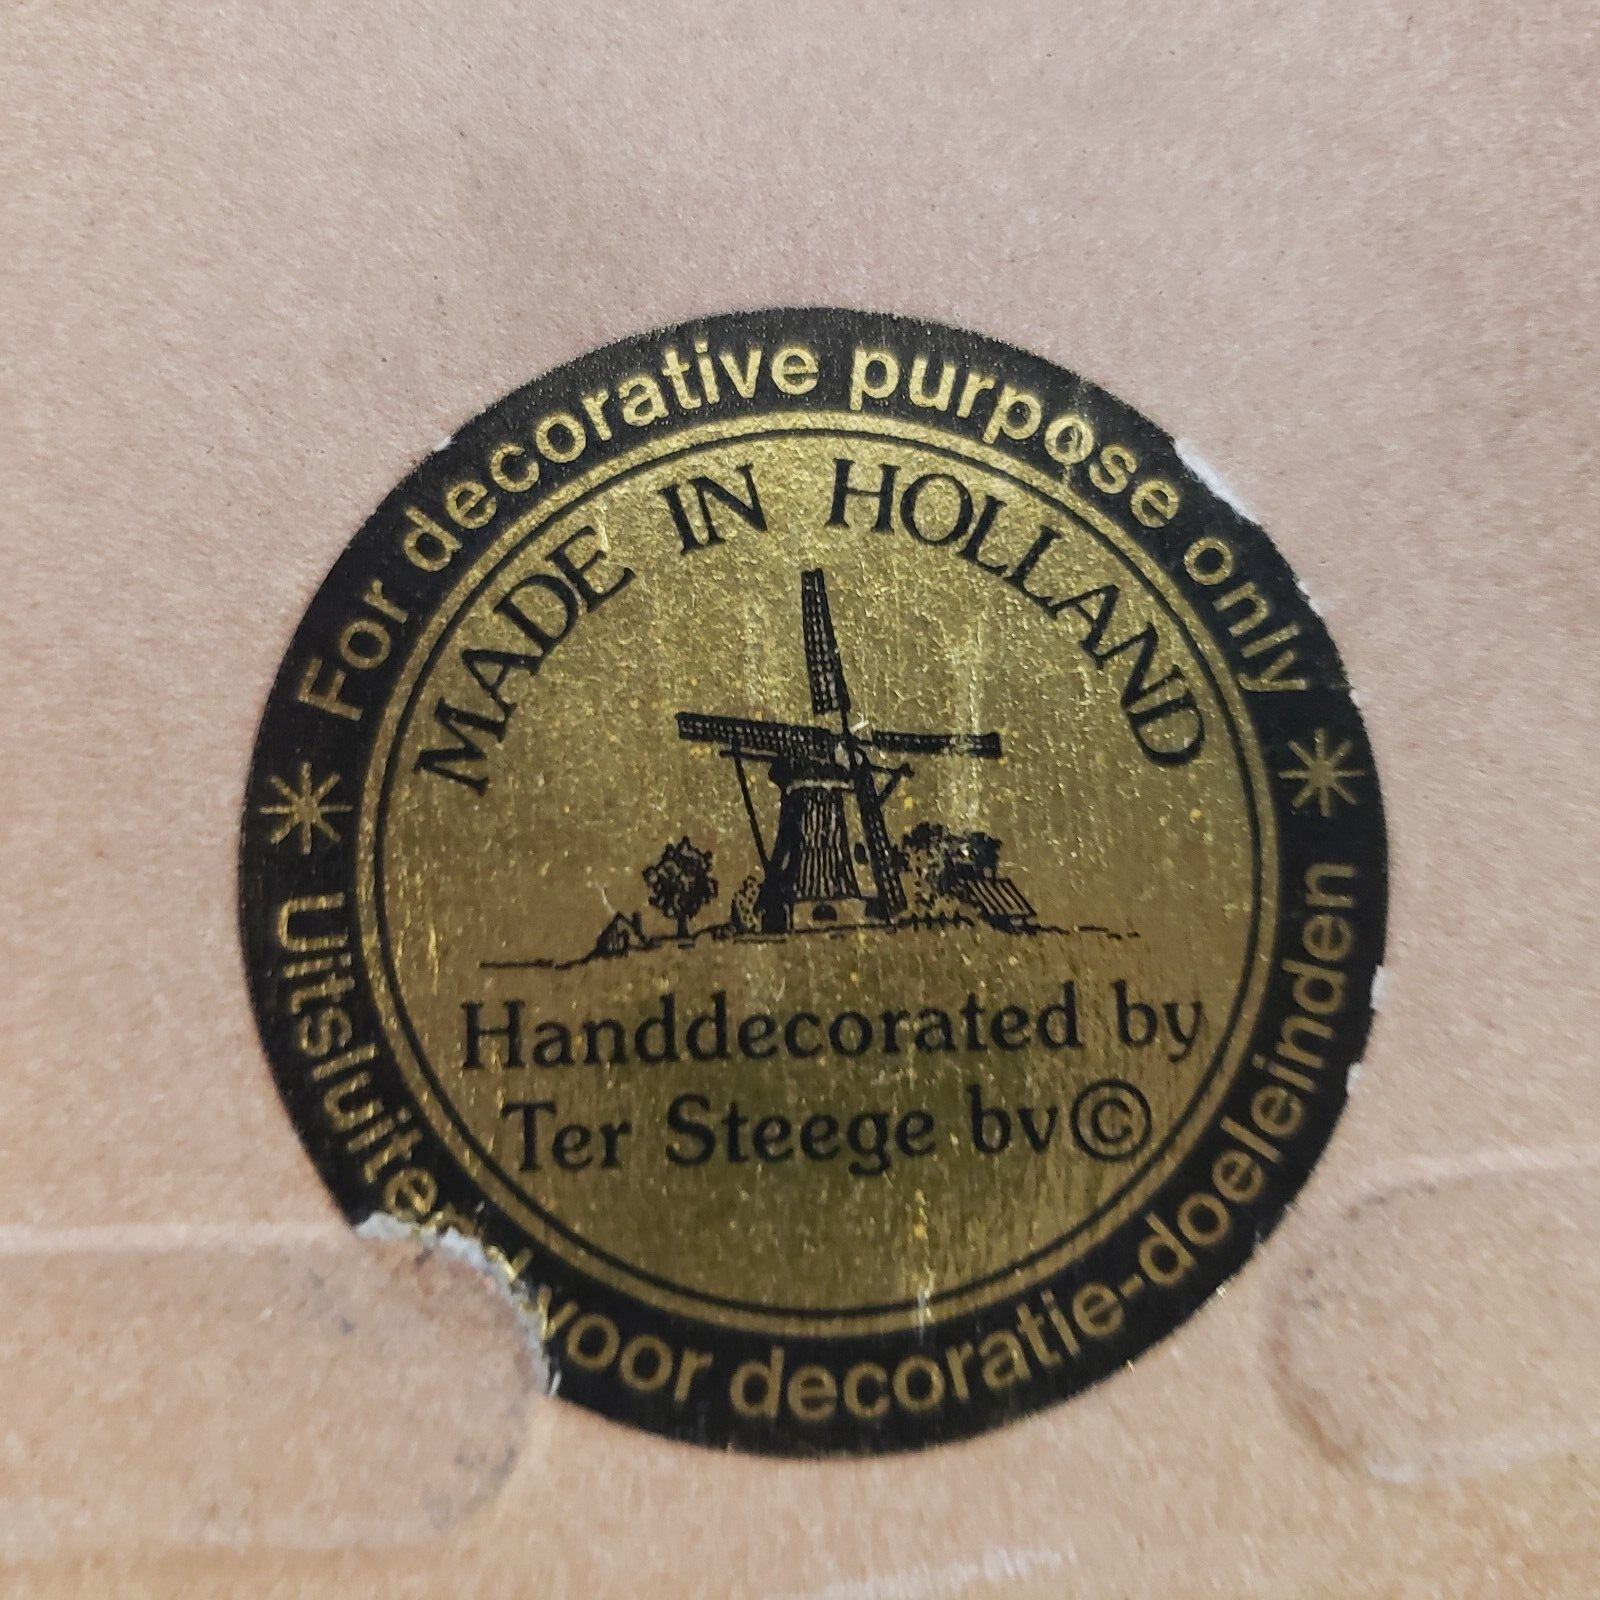 For decorative purpose only
MADE IN HOLLAND
Handdecorated by
Ter Steege bv©
Uitsluitend voor decoratie-doeleinden